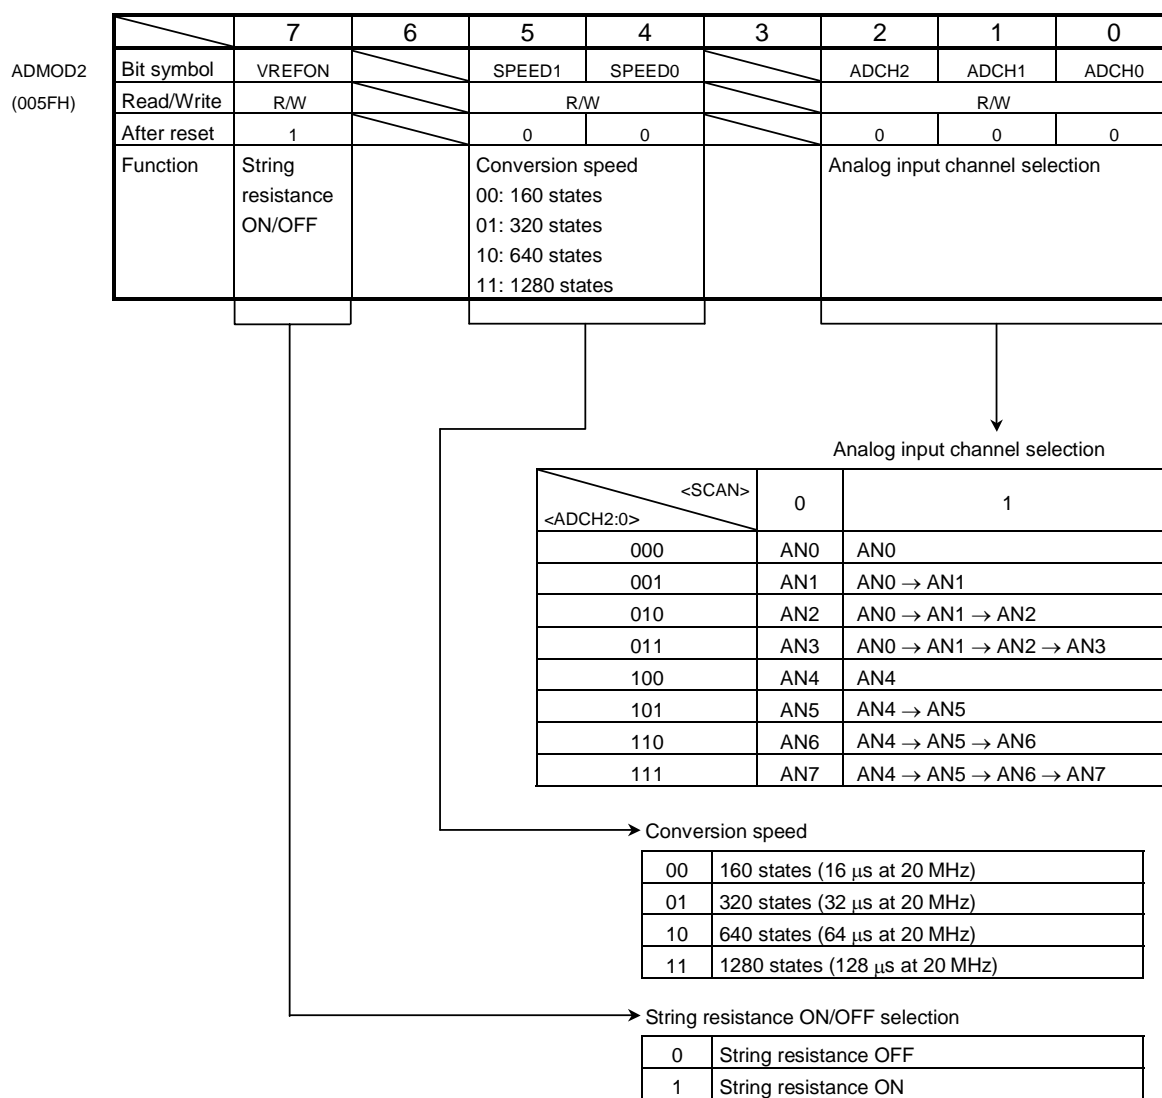 7 6 5 4 3 2 1 0
ADMOD2 Bit symbol VREFON SPEED1 SPEED0 ADCH2 ADCH1 ADCH0
(005FH) Read/Write R/W R/W R/W
After reset 1 0 0 0 0 0
Function String Conversion speed Analog input channel selection
resistance 00: 160 states
ON/OFF 01: 320 states
10: 640 states
11: 1280 states
Analog input channel selection
<SCAN> 0 1
<ADCH2:0>
000 AN0 AN0
001 AN1 AN0 → AN1
010 AN2 AN0 → AN1 → AN2
011 AN3 AN0 → AN1 → AN2 → AN3
100 AN4 AN4
101 AN5 AN4 → AN5
110 AN6 AN4 → AN5 → AN6
111 AN7 AN4 → AN5 → AN6 → AN7
Conversion speed
00 160 states (16 μs at 20 MHz)
01 320 states (32 μs at 20 MHz)
10 640 states (64 μs at 20 MHz)
11 1280 states (128 μs at 20 MHz)
String resistance ON/OFF selection
0 String resistance OFF
1 String resistance ON